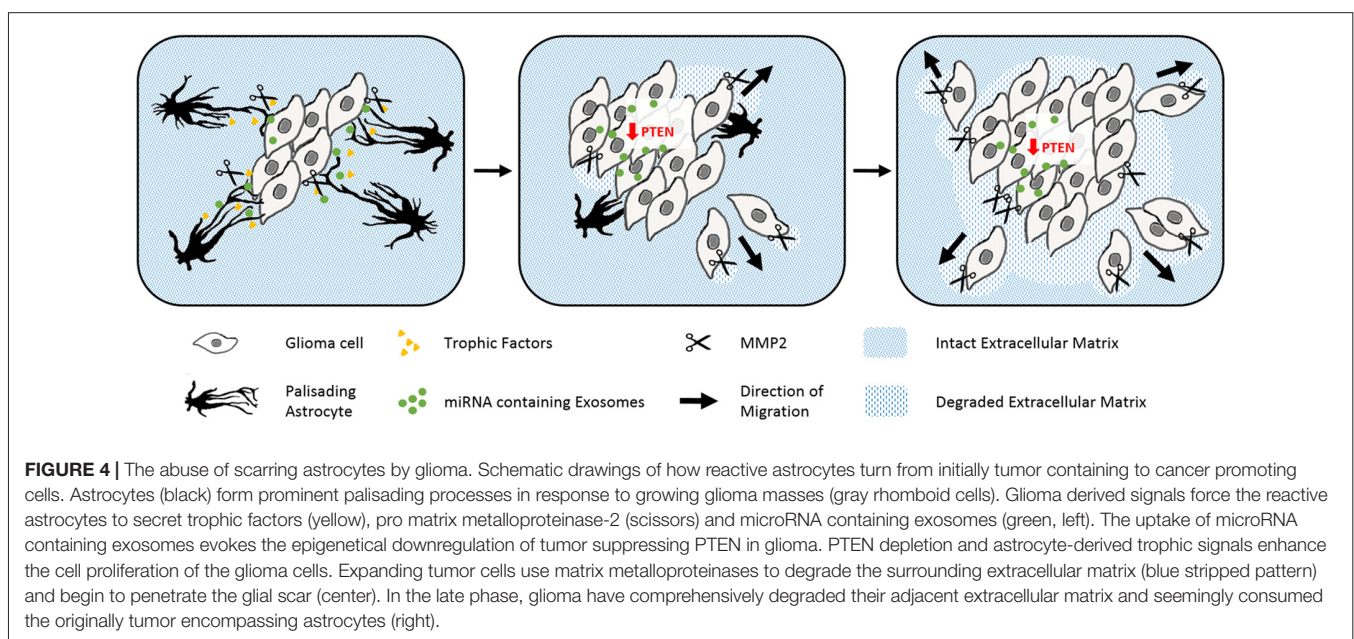 PTEN
PTEN
Glioma cell
Trophic Factors
MMP2
Intact Extracellular Matrix
Palisading
Astrocyte
miRNA containing Exosomes
Direction of
Migration
Degraded Extracellular Matrix
FIGURE 4 | The abuse of scarring astrocytes by glioma. Schematic drawings of how reactive astrocytes turn from initially tumor containing to cancer promoting
cells. Astrocytes (black) form prominent palisading processes in response to growing glioma masses (gray rhomboid cells). Glioma derived signals force the reactive
astrocytes to secret trophic factors (yellow), pro matrix metalloproteinase-2 (scissors) and microRNA containing exosomes (green, left). The uptake of microRNA
containing exosomes evokes the epigenetical downregulation of tumor suppressing PTEN in glioma. PTEN depletion and astrocyte-derived trophic signals enhance
the cell proliferation of the glioma cells. Expanding tumor cells use matrix metalloproteinases to degrade the surrounding extracellular matrix (blue stripped pattern)
and begin to penetrate the glial scar (center). In the late phase, glioma have comprehensively degraded their adjacent extracellular matrix and seemingly consumed
the originally tumor encompassing astrocytes (right).